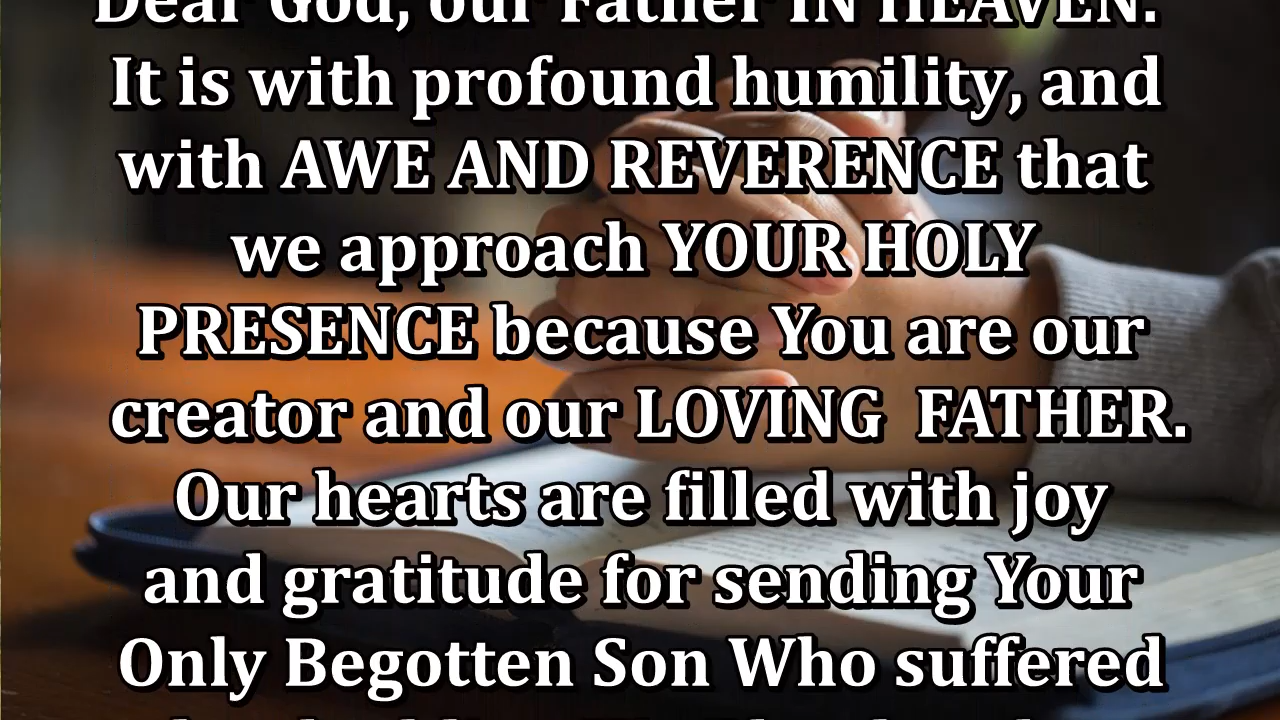 Dear God, our Father IN HEAVEN.
It is with profound humility, and
with AWE AND REVERENCE that
we approach YOUR HOLY
PRESENCE because You are our
creator and our LOVING  FATHER.
Our hearts are filled with joy
and gratitude for sending Your
Only Begotten Son Who suffered